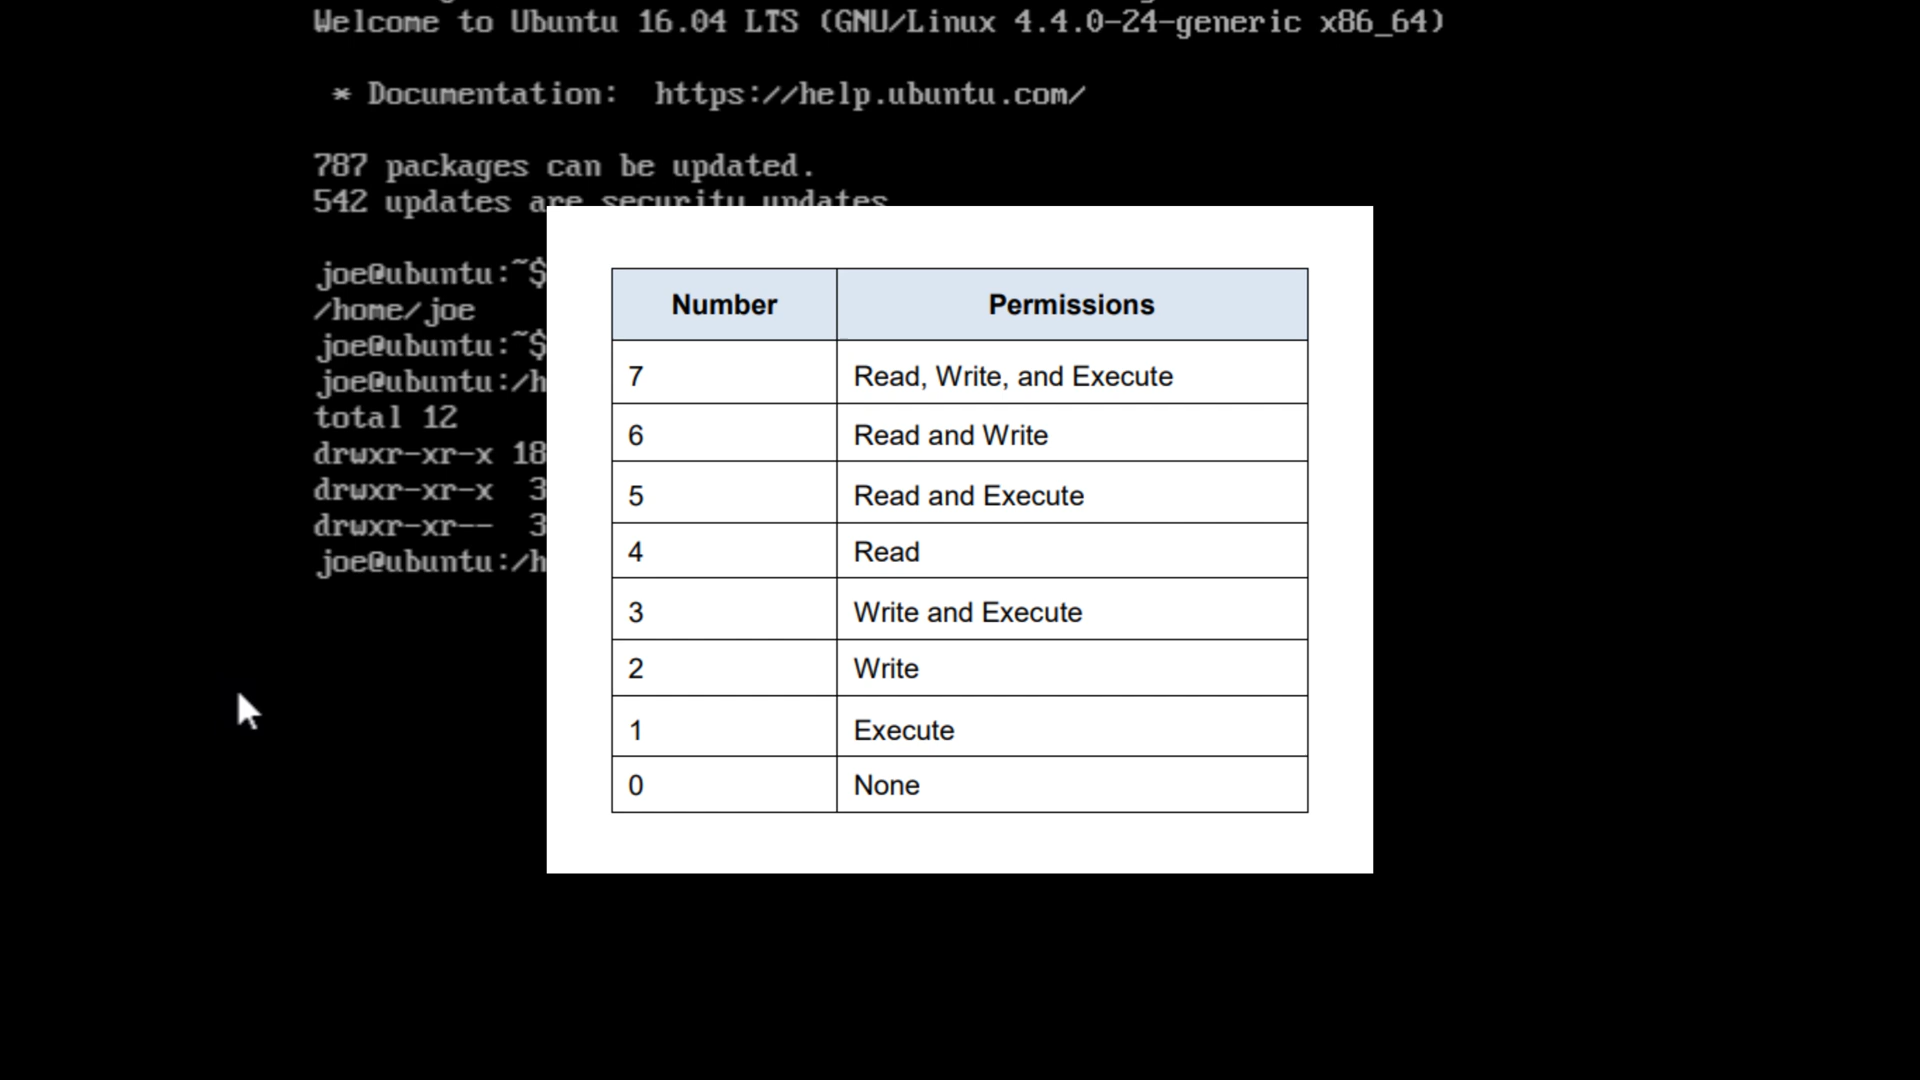 Welcome to Ubuntu 16.04 LTS (GNU/Linux 4.4.0-24-generic x86_64)
* Documentation:  https://help.ubuntu.com/
787 packages can be updated.
542 updates are security updates
joe@ubuntu:~$
/home/joe
joe@ubuntu:~$
joe@ubuntu:/h
total 12
drwxr-xr-x 18
drwxr-xr-x  3
drwxr-xr--  3
joe@ubuntu:/h
Number Permissions
7 Read, Write, and Execute
6 Read and Write
5 Read and Execute
4 Read
3 Write and Execute
2 Write
1 Execute
0 None